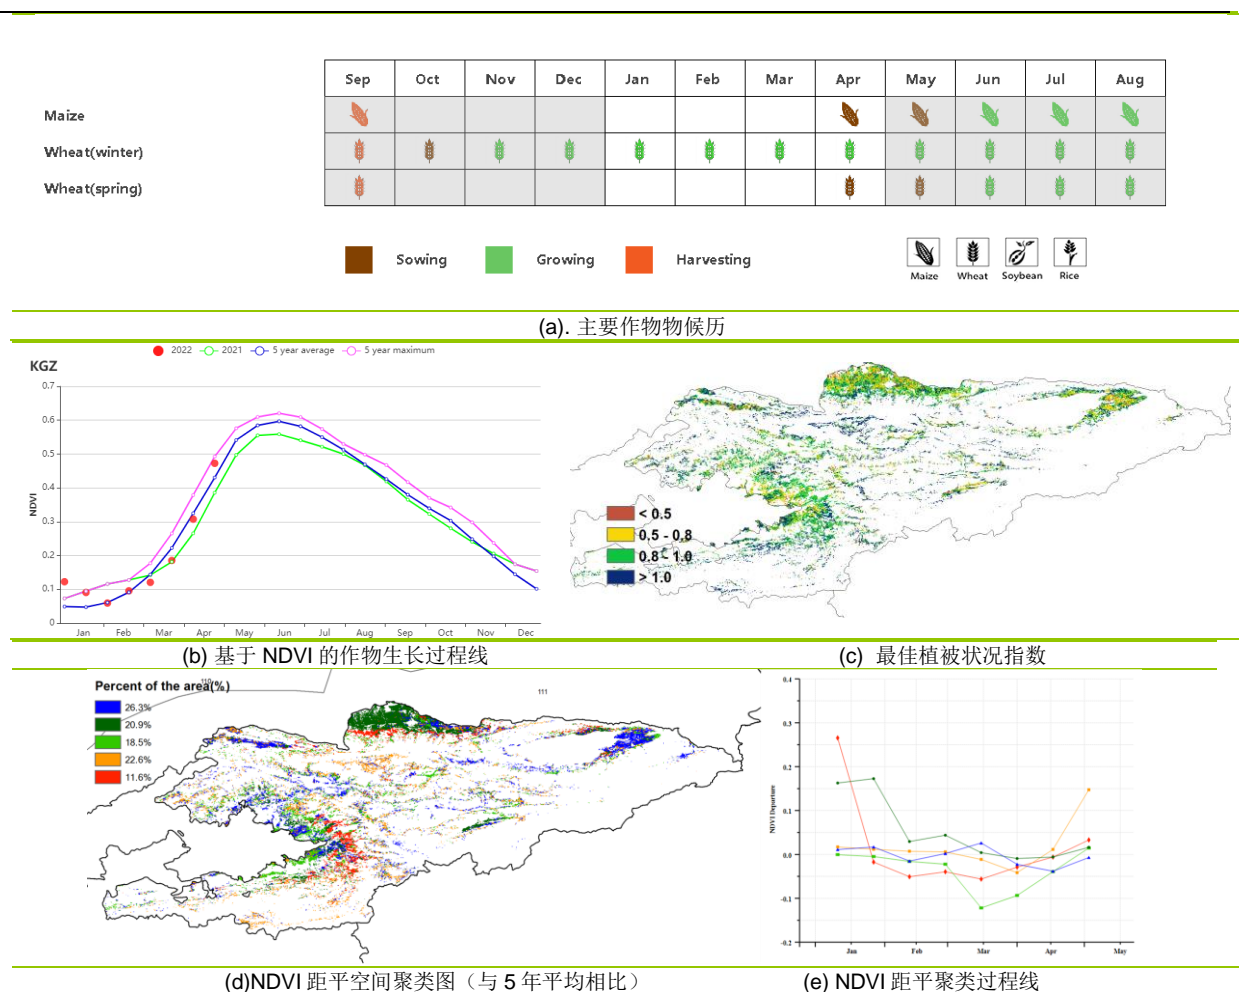 Sep Oct Nov Dec Jan Feb Mar Apr May Jun Jul Aug
Maize
Wheat(winter)
Wheat(spring)
Sowing Growing Harvesting
Maize Wheat Soybean Rice
(a). 主要作物物候历
2022 2021 5 year average 5 year maximum
KGZ
NDVI
0.7
0.6
0.5
0.4
0.3
0.2
0.1
0
Jan Feb Mar Apr May Jun Jul Aug Sep Oct Nov Dec
< 0.5
0.5 - 0.8
0.8 - 1.0
> 1.0
(b) 基于 NDVI 的作物生长过程线
(c) 最佳植被状况指数
Percent of the area(%)
26.3%
20.9%
18.5%
22.6%
11.6%
110
111
NDVI Departure
0.4
0.3
0.2
0.1
0.0
-0.1
-0.2
Jan Feb Mar Apr May
(d)NDVI 距平空间聚类图（与 5 年平均相比）
(e) NDVI 距平聚类过程线